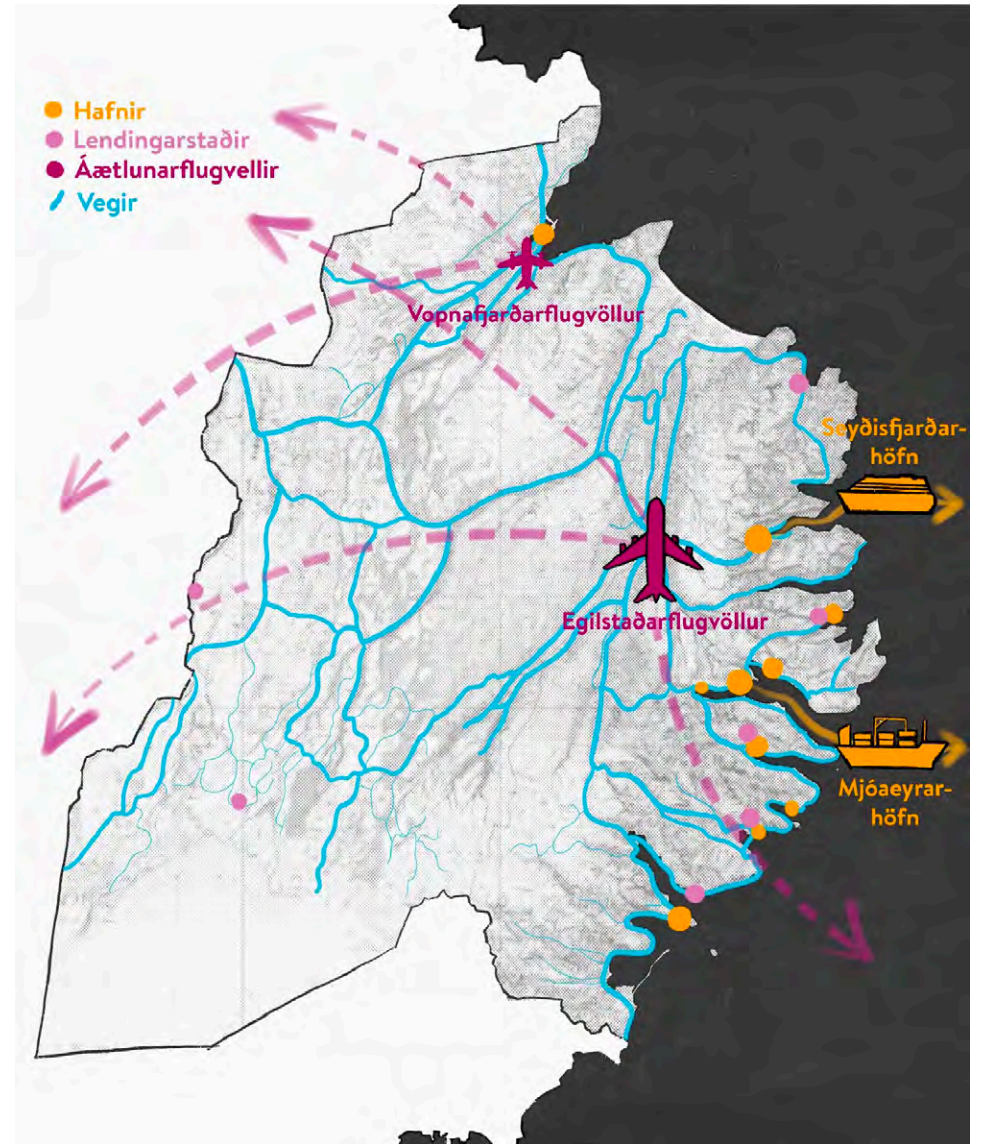 Hafnir
Lendingarstaðir
Áætlunarflugvellir
Vegir
Vopnafjarðarflugvöllur
Seyðisfjarðar-
höfn
Egilstaðarflugvöllur
Mjóaeyrar-
höfn